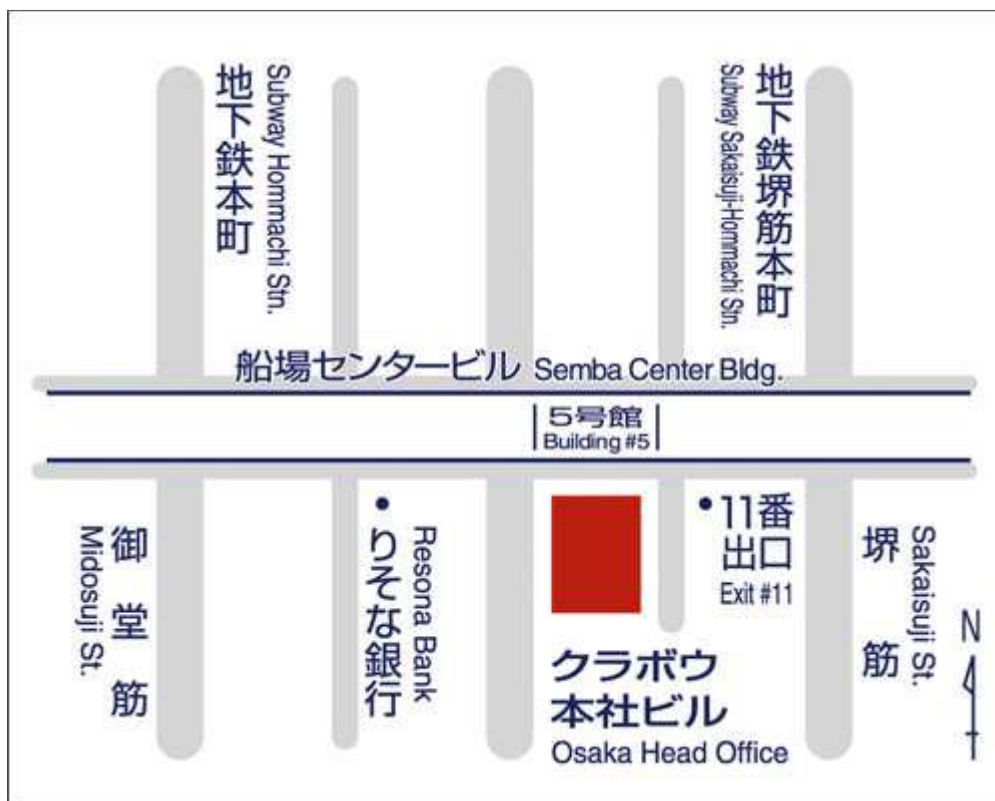 地下鉄本町
Subway Hommachi Stn.
地下鉄堺筋本町
Subway Sakaisuji-Hommachi Stn.
船場センタービル Semba Center Bldg.
5号館
Building #5
御堂筋
Midosuji St.
りそな銀行
Resona Bank
11番
出口
Exit #11
堺筋
Sakaisuji St.
N
クラボウ
本社ビル
Osaka Head Office